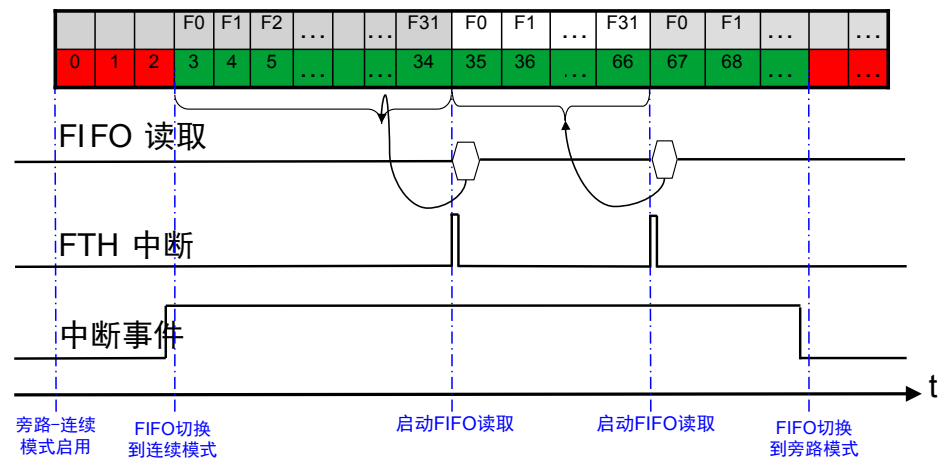 F0 F1 F2 ... ... F31 F0 F1 ... F31 F0 F1 ... ...
0 1 2 3 4 5 ... ... 34 35 36 ... 66 67 68 ... ...
FIFO 读取
FTH 中断
中断事件
t
旁路-连续
模式启用
FIFO切换
到连续模式
启动FIFO读取
启动FIFO读取
FIFO切换
到旁路模式